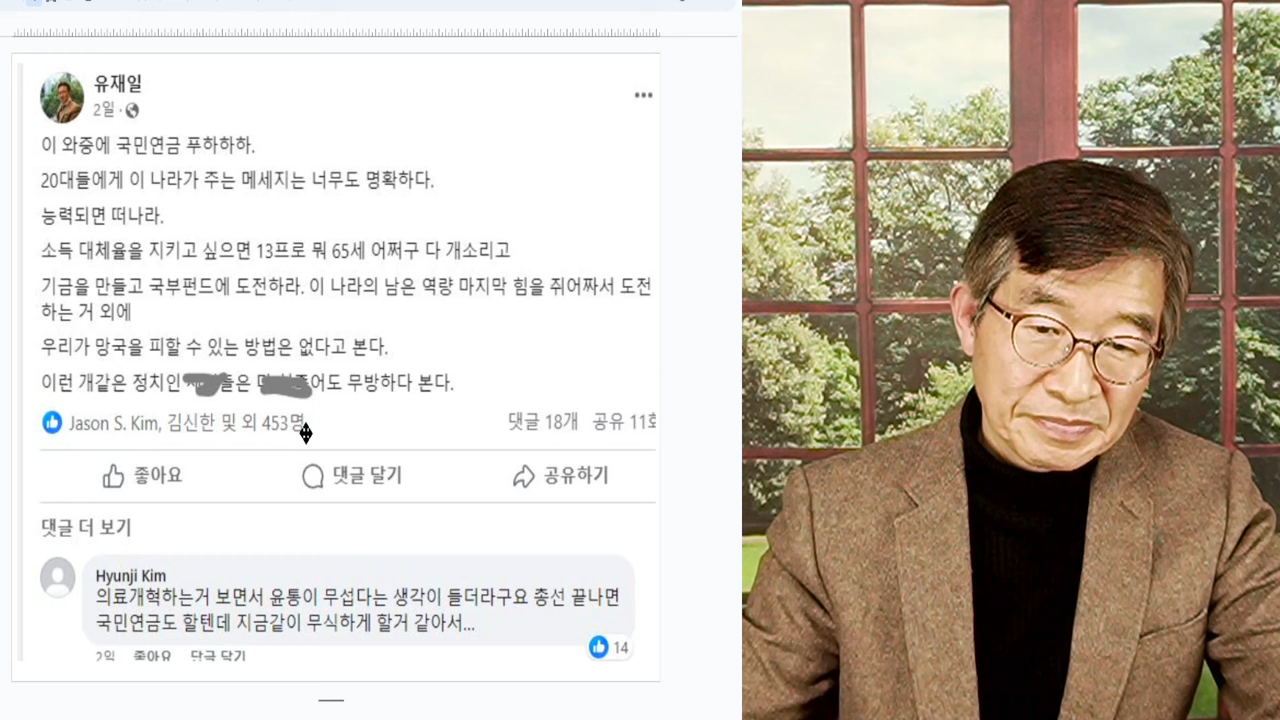 유재일
2일 ·
이 와중에 국민연금 푸하하하.
20대들에게 이 나라가 주는 메세지는 너무도 명확하다.
능력되면 떠나라.
소득 대체율을 지키고 싶으면 13프로 뭐 65세 어쩌구 다 개소리고
기금을 만들고 국부펀드에 도전하라. 이 나라의 남은 역량 마지막 힘을 쥐어짜서 도전
하는 거 외에
우리가 망국을 피할 수 있는 방법은 없다고 본다.
이런 개같은 정치인 들은 어도 무방하다 본다.
Jason S. Kim, 김신한 및 외 453명
댓글 18개 공유 11회
좋아요 댓글 달기 공유하기
댓글 더 보기
Hyunji Kim
의료개혁하는거 보면서 윤통이 무섭다는 생각이 들더라구요 총선 끝나면
국민연금도 할텐데 지금같이 무식하게 할거 같아서...
14
2일 좋아요 답글 달기